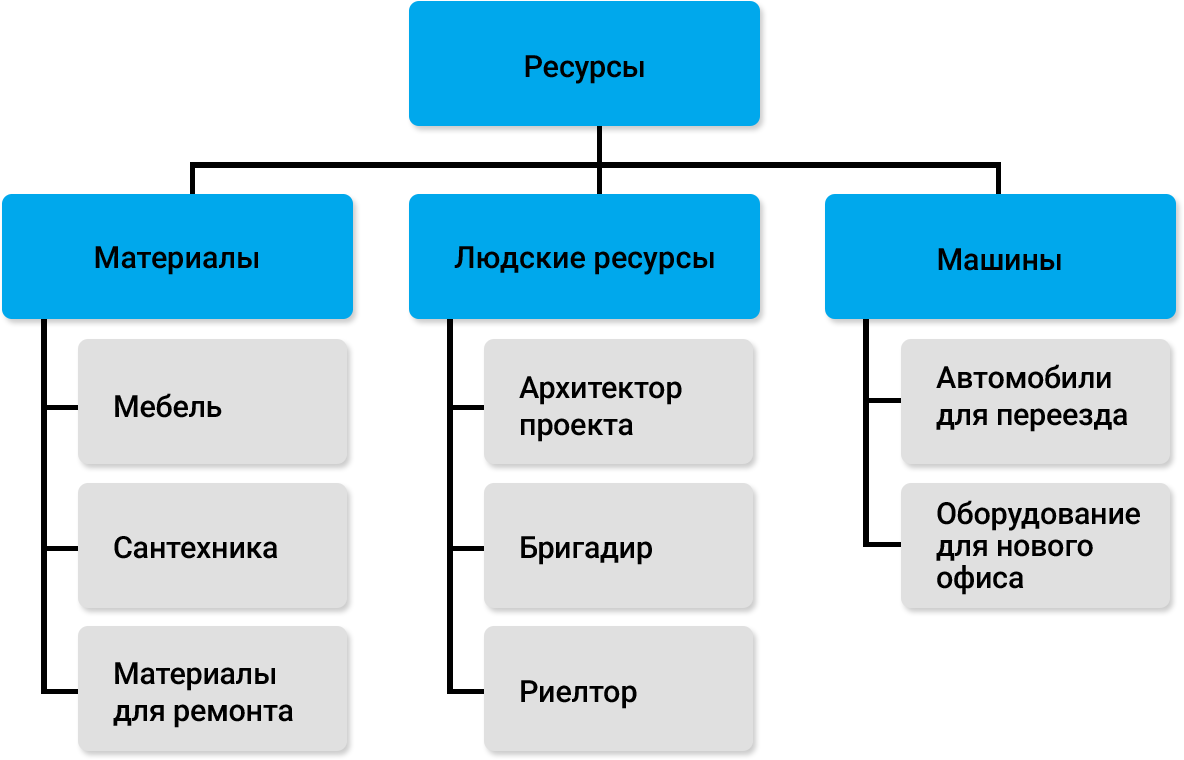 Ресурсы
Материалы
Людские ресурсы
Машины
Мебель
Сантехника
Материалы
для ремонта
Архитектор
проекта
Бригадир
Риелтор
Автомобили
для переезда
Оборудование
для нового
офиса